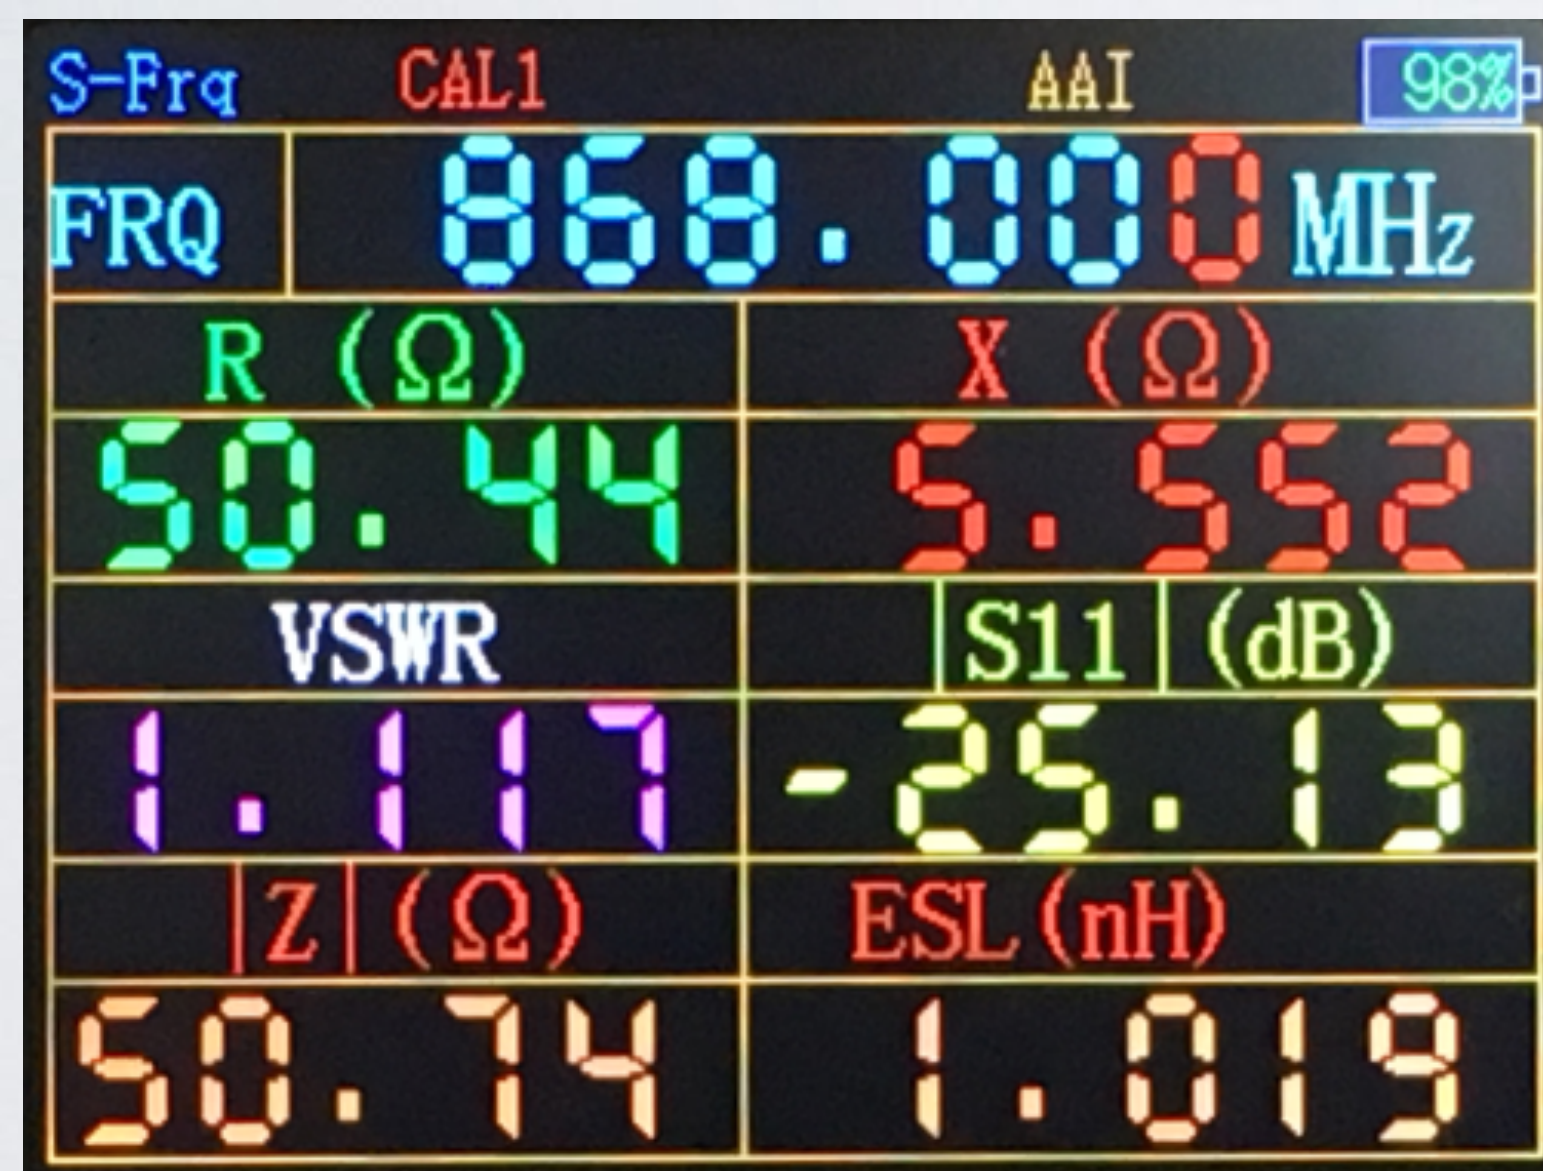 S-Frq CAL1 AAI 98%
FRQ 868.000 MHz
R (Ω) X (Ω)
50.44 5.552
VSWR |S11| (dB)
1.117 -25.13
|Z| (Ω) ESL(nH)
50.74 1.019